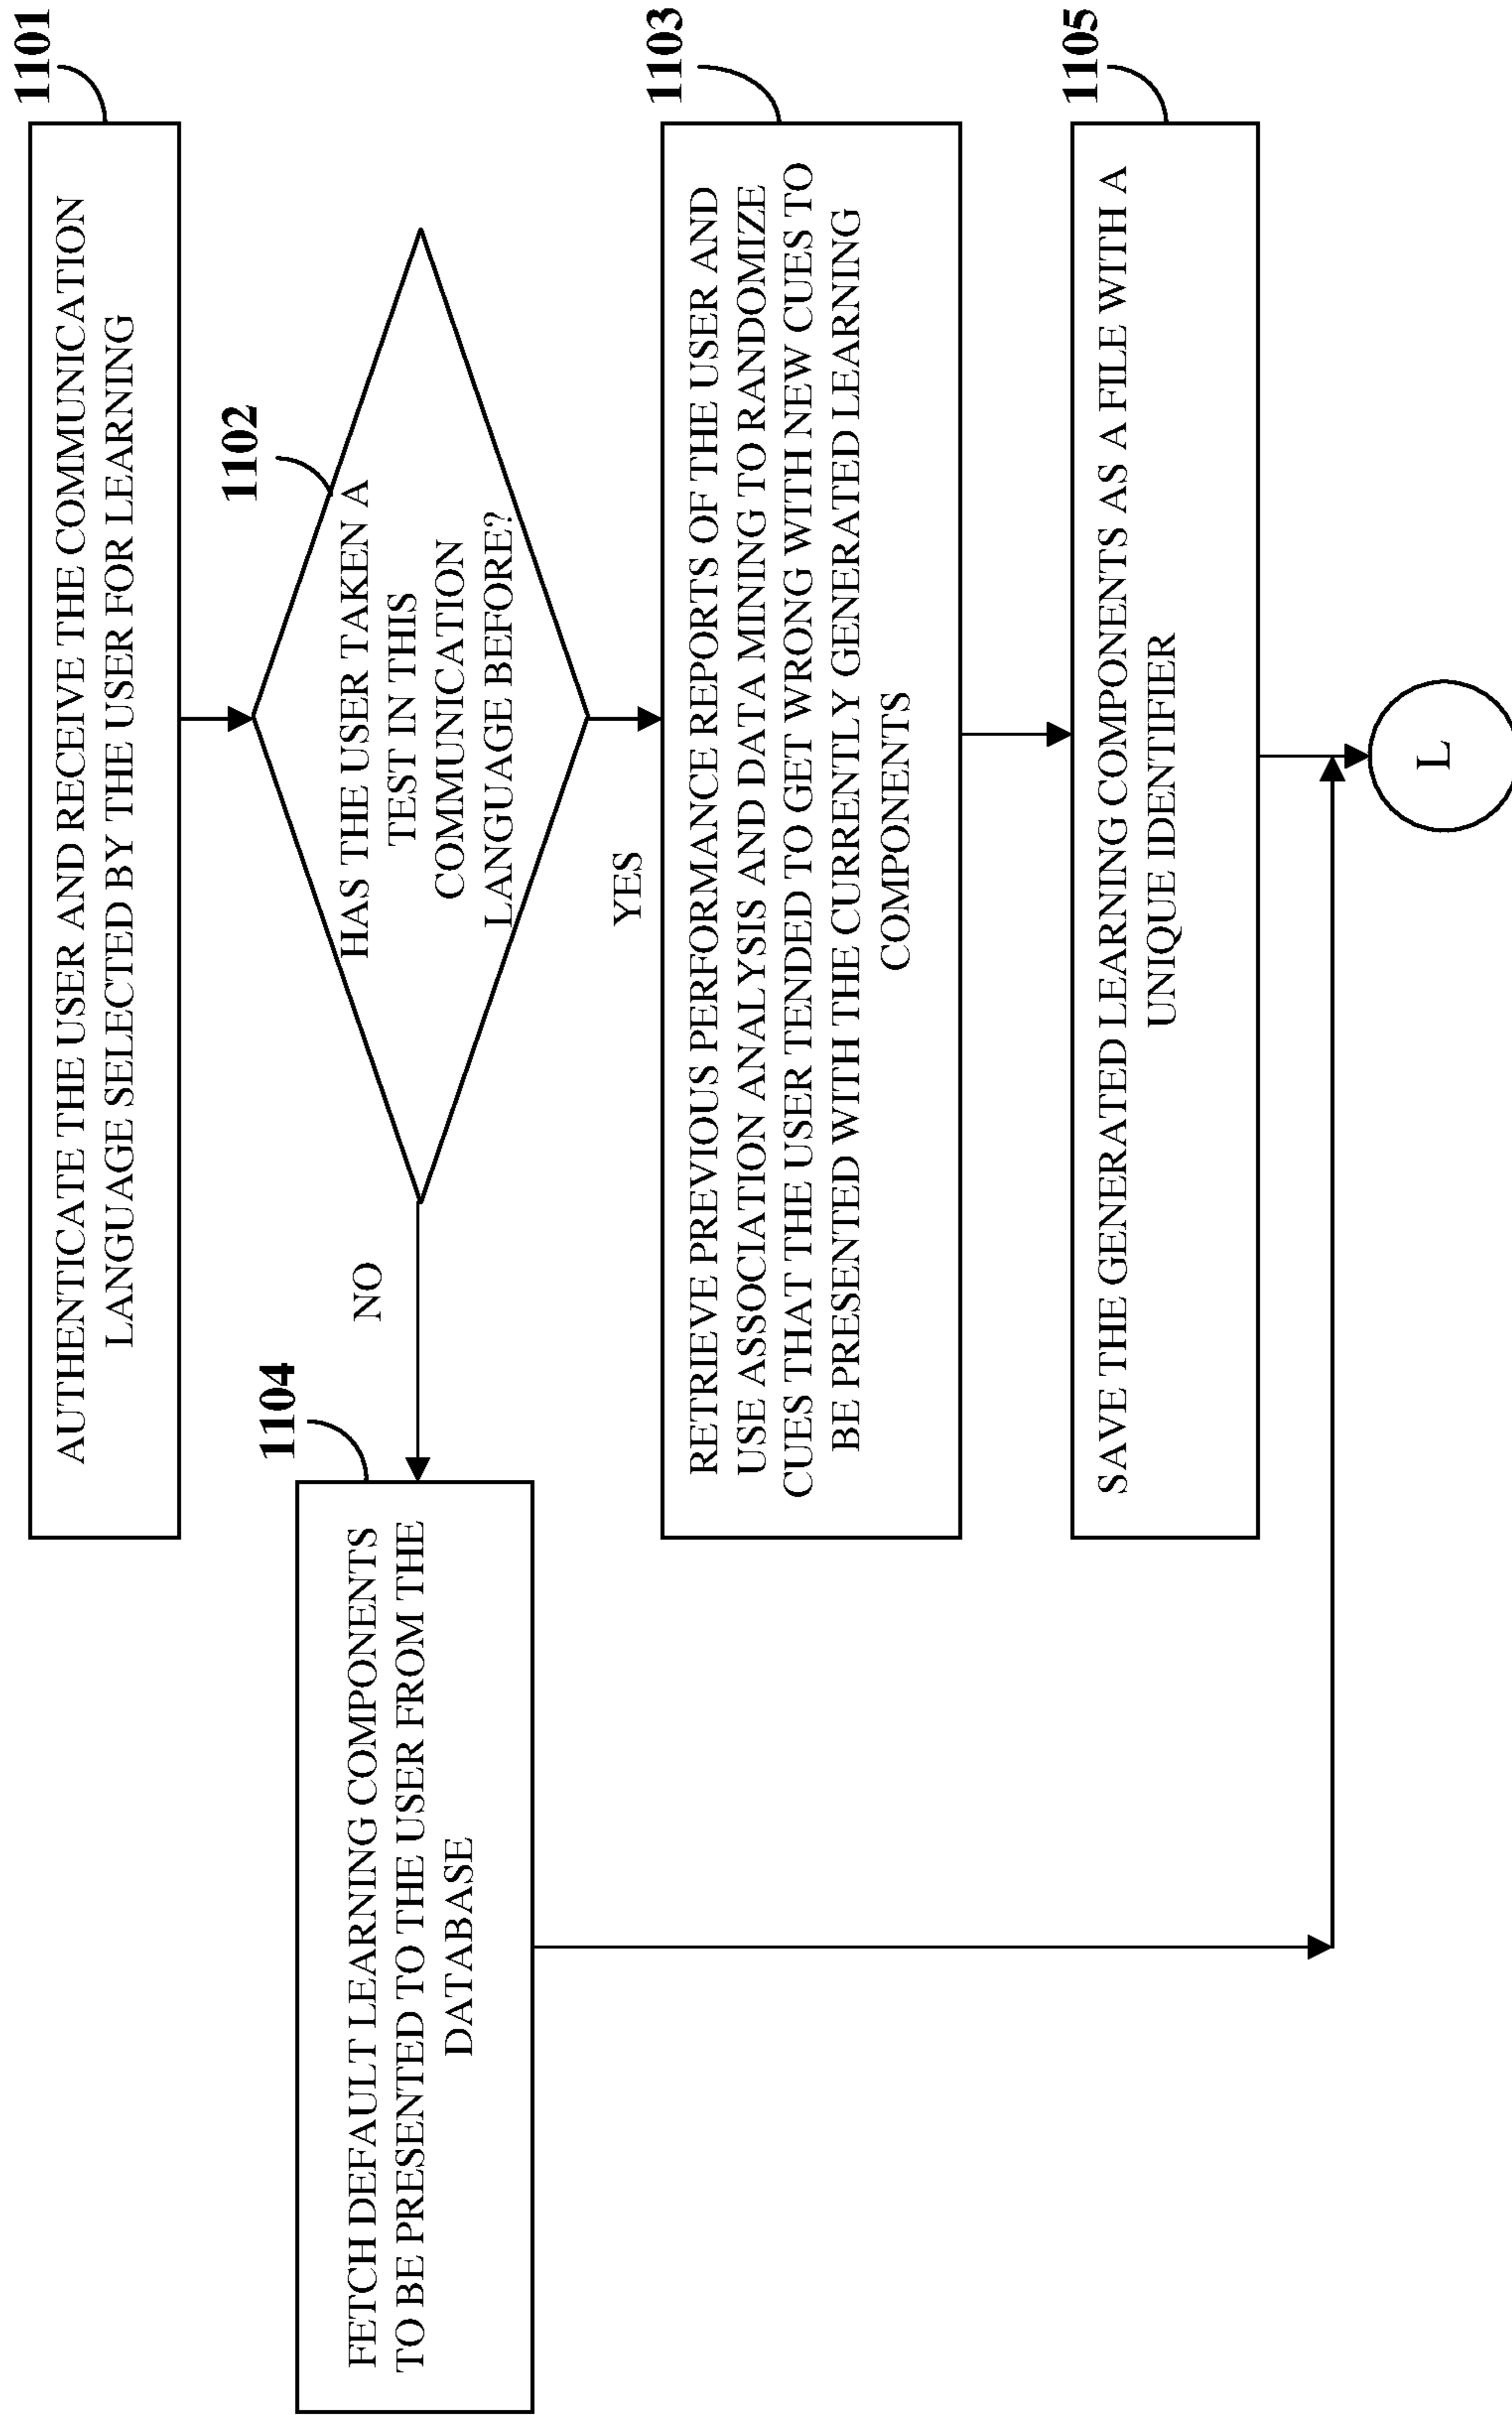 1101
AUTHENTICATE THE USER AND RECEIVE THE COMMUNICATION
LANGUAGE SELECTED BY THE USER FOR LEARNING
1102
HAS THE USER TAKEN A
TEST IN THIS
COMMUNICATION
LANGUAGE BEFORE?
NO
YES
1104
FETCH DEFAULT LEARNING COMPONENTS
TO BE PRESENTED TO THE USER FROM THE
DATABASE
1103
RETRIEVE PREVIOUS PERFORMANCE REPORTS OF THE USER AND
USE ASSOCIATION ANALYSIS AND DATA MINING TO RANDOMIZE
CUES THAT THE USER TENDED TO GET WRONG WITH NEW CUES TO
BE PRESENTED WITH THE CURRENTLY GENERATED LEARNING
COMPONENTS
1105
SAVE THE GENERATED LEARNING COMPONENTS AS A FILE WITH A
UNIQUE IDENTIFIER
L